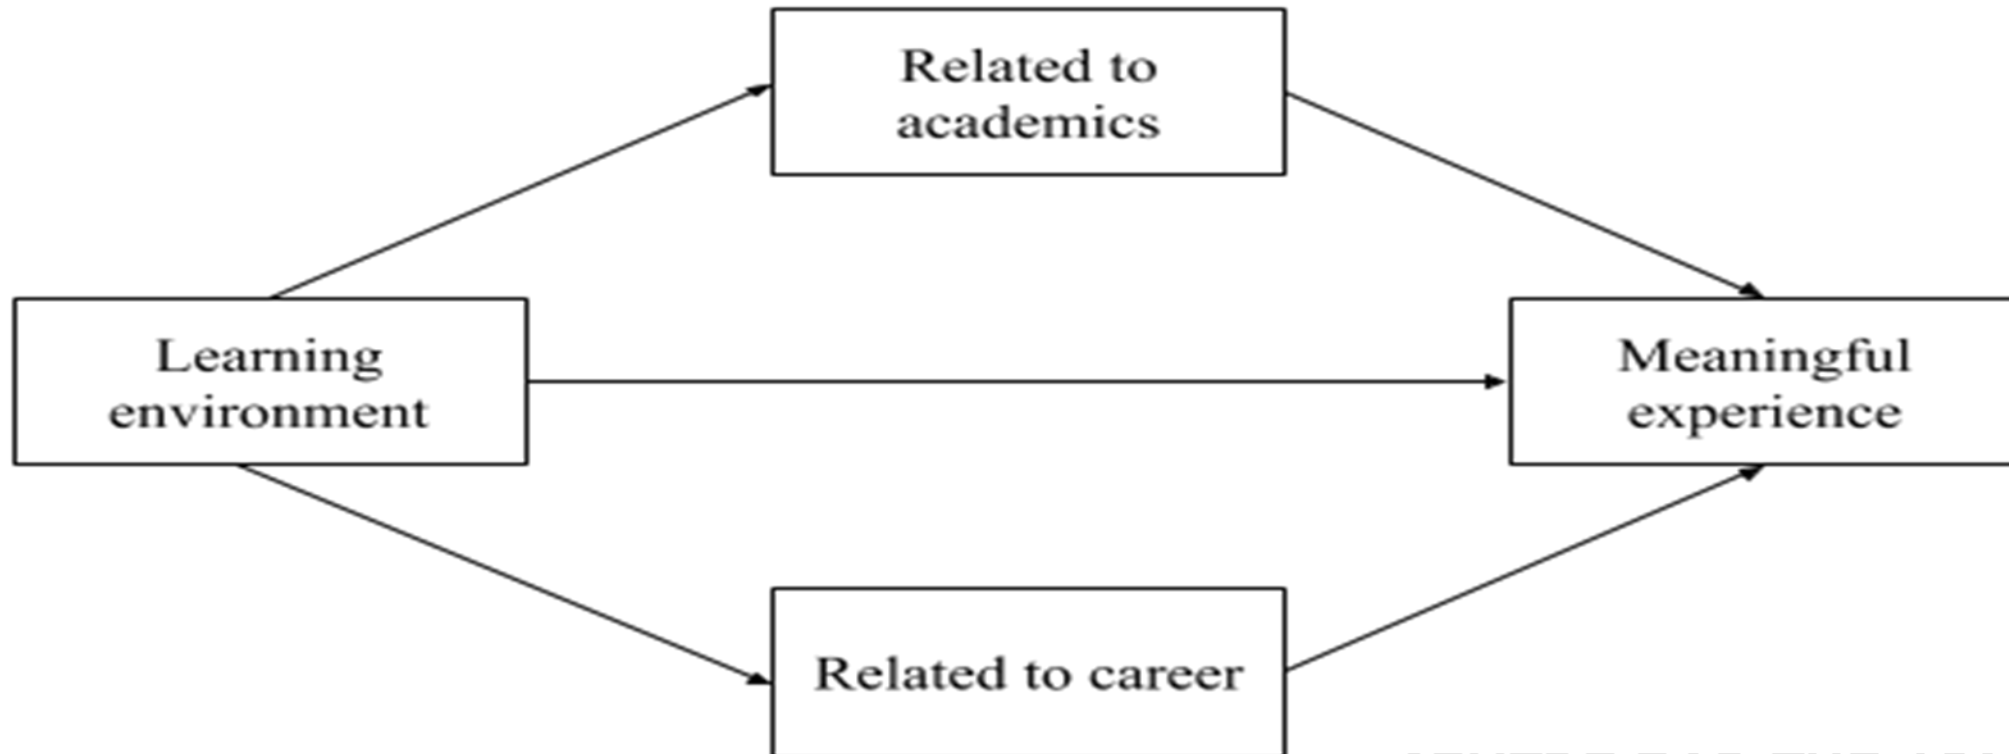 Related to
academics
Learning
environment
Meaningful
experience
Related to career